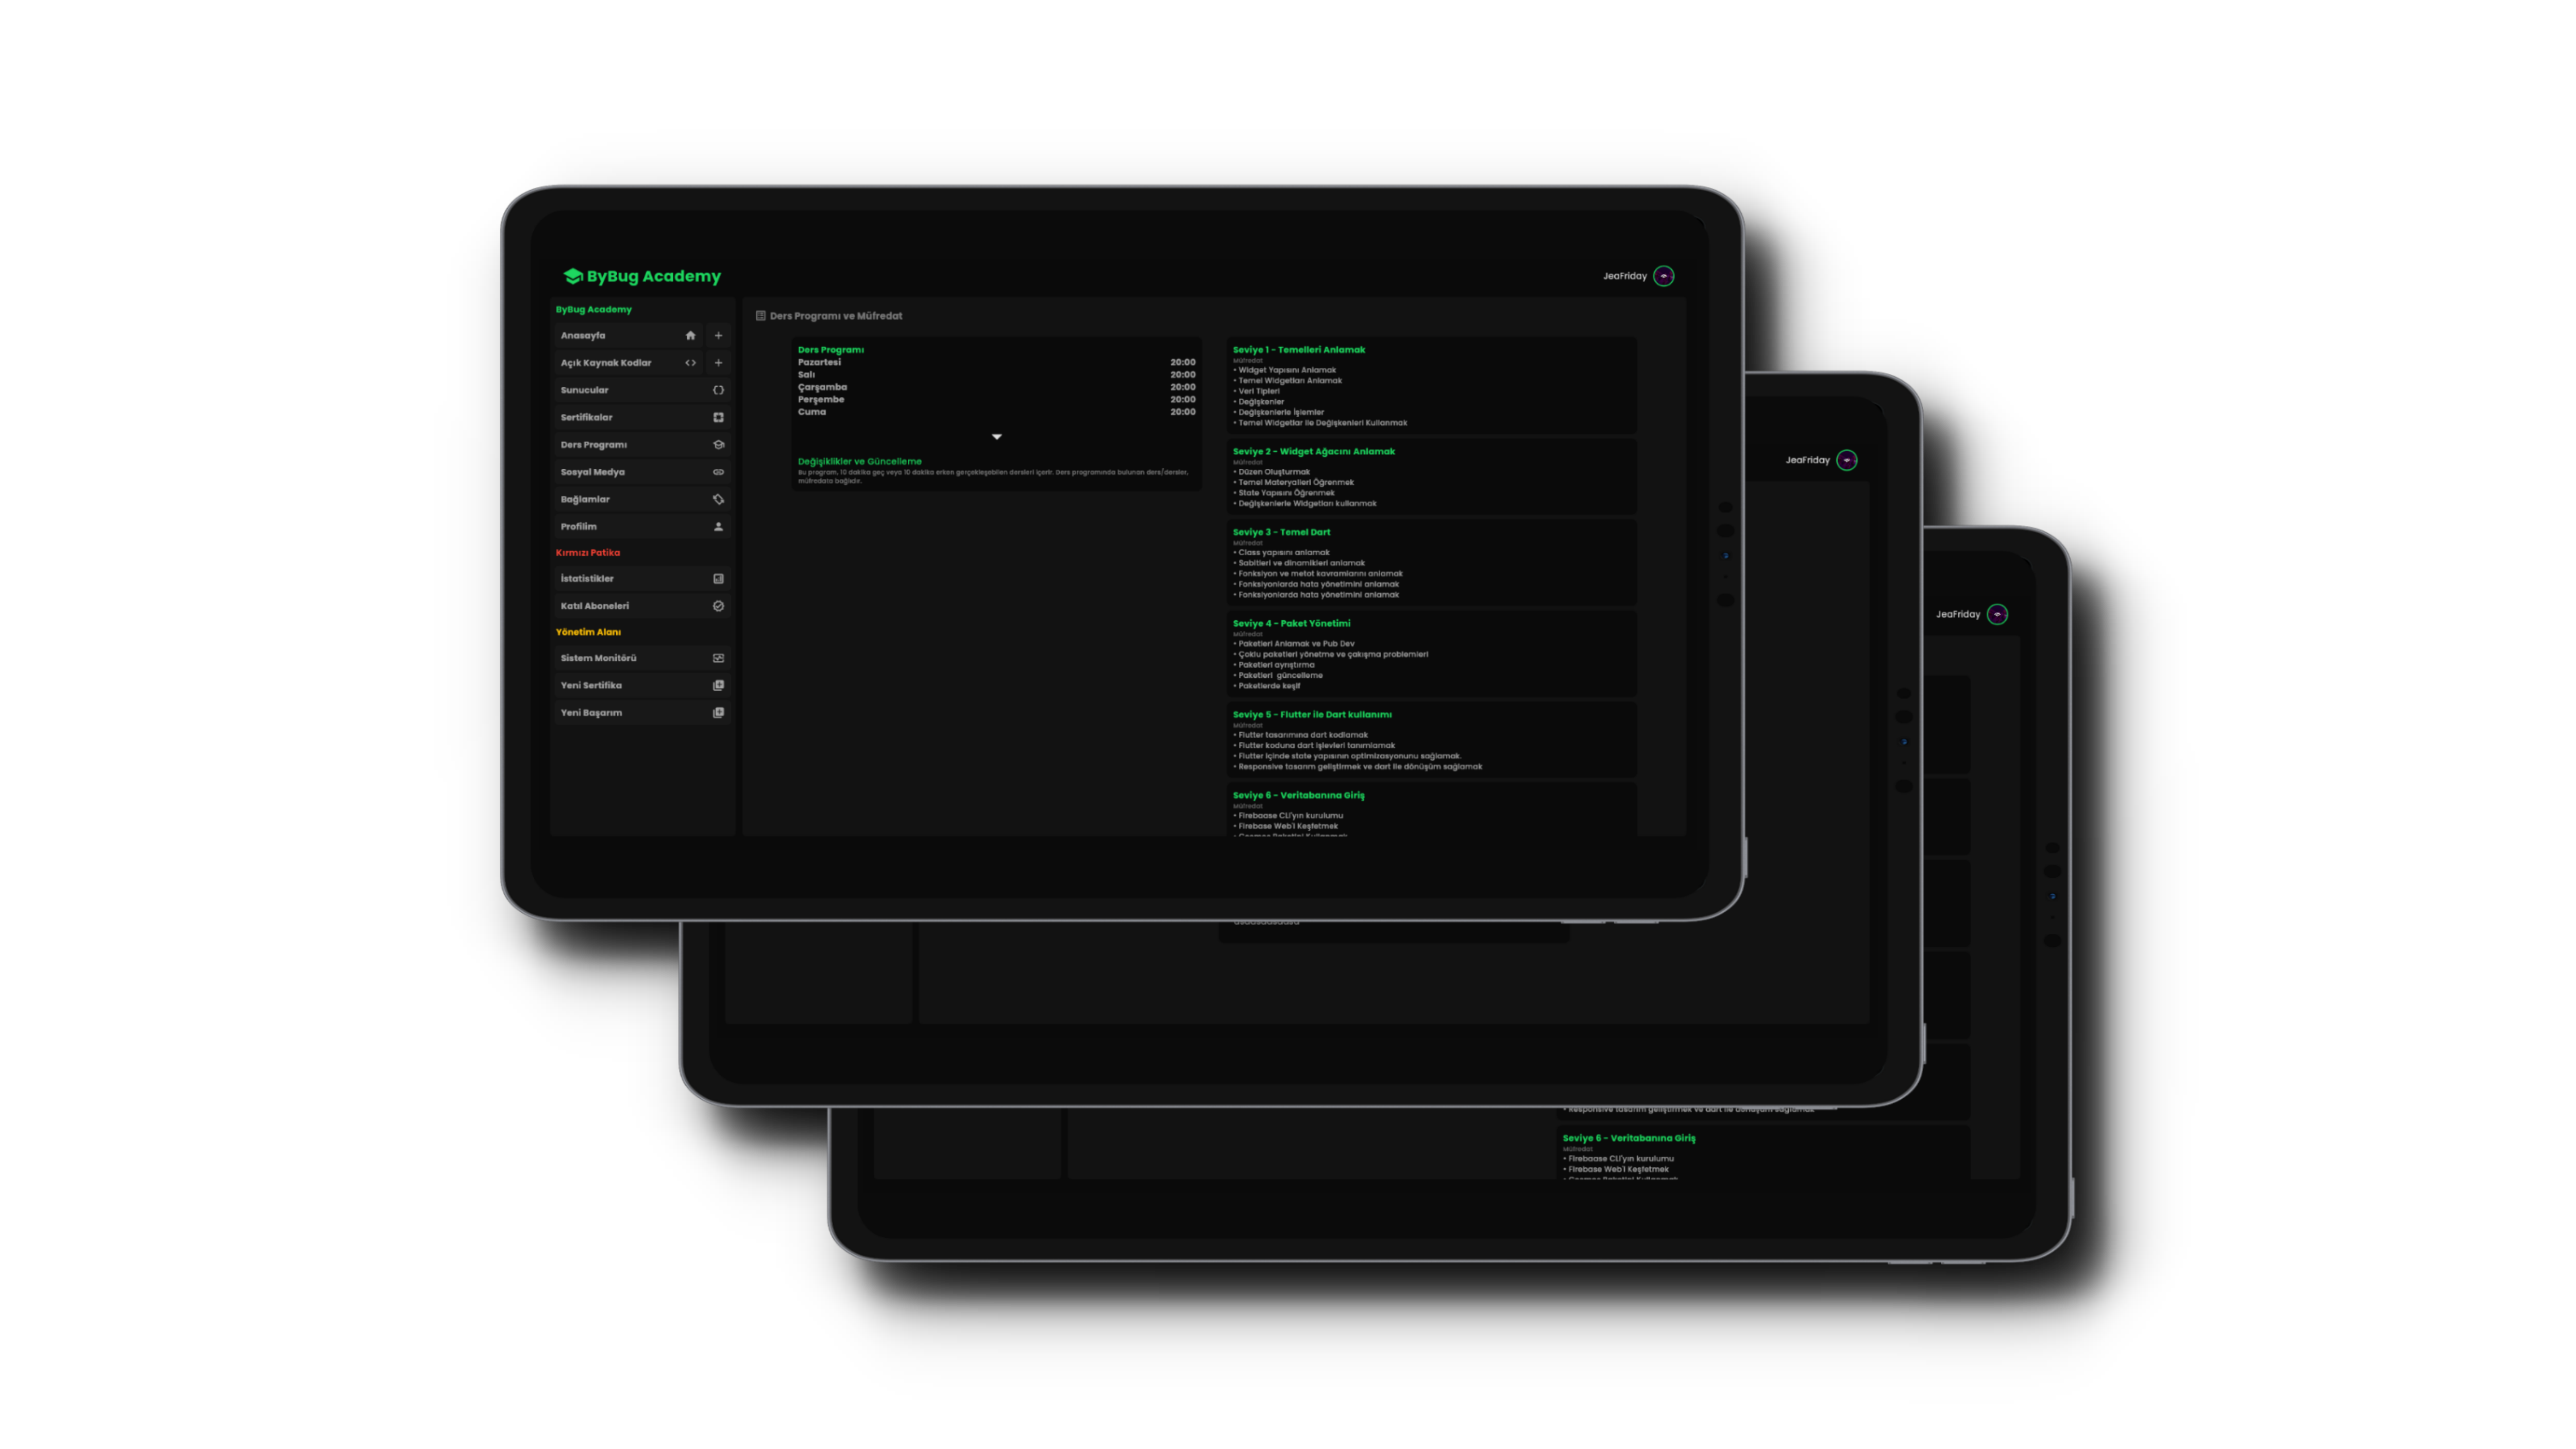 ByBug Academy
JeaFriday
ByBug Academy
Anasayfa
Açık Kaynak Kodlar
Sunucular
Sertifikalar
Ders Programı
Sosyal Medya
Bağlamlar
Profilim
Kırmızı Patika
İstatistikler
Katıl Aboneleri
Yönetim Alanı
Sistem Monitörü
Yeni Sertifika
Yeni Başarım
Ders Programı ve Müfredat
Ders Programı
Pazartesi 20:00
Salı 20:00
Çarşamba 20:00
Perşembe 20:00
Cuma 20:00
Değişiklikler ve Güncelleme
Bu program, 10 dakika geç veya 10 dakika erken gerçekleşebilen dersleri içerir. Ders programında bulunan ders/dersler,
müfredata bağlıdır.
Seviye 1 - Temelleri Anlamak
Müfredat
• Widget Yapısını Anlamak
• Temel Widgetları Anlamak
• Veri Tipleri
• Değişkenler
• Değişkenlerle İşlemler
• Temel Widgetlar ile Değişkenleri Kullanmak
Seviye 2 - Widget Ağacını Anlamak
Müfredat
• Düzen Oluşturmak
• Temel Materyalleri Öğrenmek
• State Yapısını Öğrenmek
• Değişkenlerle Widgetları kullanmak
Seviye 3 - Temel Dart
Müfredat
• Class yapısını anlamak
• Sabitleri ve dinamikleri anlamak
• Fonksiyon ve metot kavramlarını anlamak
• Fonksiyonlarda hata yönetimini anlamak
• Fonksiyonlarda hata yönetimini anlamak
Seviye 4 - Paket Yönetimi
Müfredat
• Paketleri Anlamak ve Pub Dev
• Çoklu paketleri yönetme ve çakışma problemleri
• Paketleri ayrıştırma
• Paketleri güncelleme
• Paketlerde keşif
Seviye 5 - Flutter ile Dart kullanımı
Müfredat
• Flutter tasarımına dart kodlamak
• Flutter koduna dart işlevleri tanımlamak
• Flutter içinde state yapısının optimizasyonunu sağlamak.
• Responsive tasarım geliştirmek ve dart ile dönüşüm sağlamak
Seviye 6 - Veritabanına Giriş
Müfredat
• Firebaase CLI'yın kurulumu
• Firebase Web'i Keşfetmek
JeaFriday
JeaFriday
• Responsive tasarım geliştirmek ve dart ile dönüşüm sağlamak
Seviye 6 - Veritabanına Giriş
Müfredat
• Firebaase CLI'yın kurulumu
• Firebase Web'i Keşfetmek